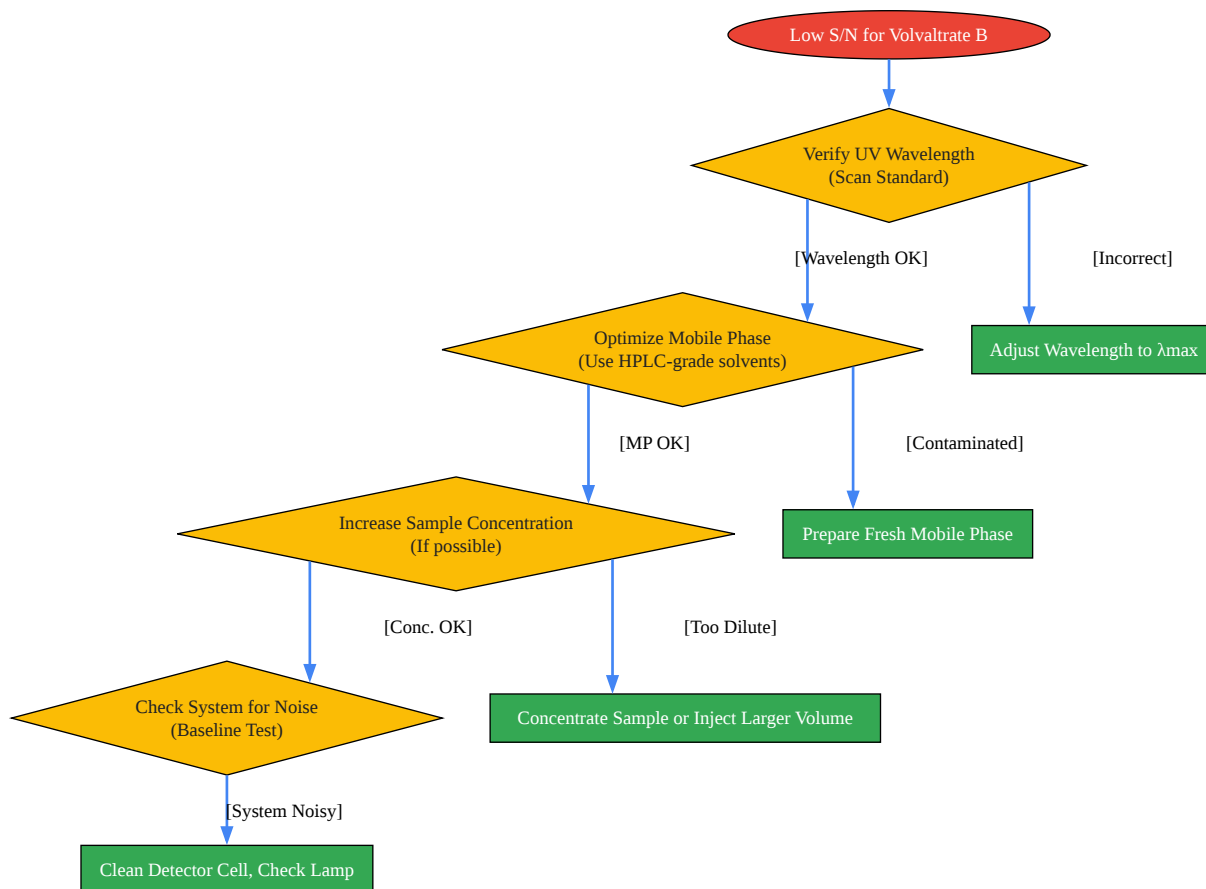 Low S/N for Volvaltrate B
Verify UV Wavelength
(Scan Standard)
[Wavelength OK]
[Incorrect]
Optimize Mobile Phase
(Use HPLC-grade solvents)
Adjust Wavelength to λmax
[MP OK]
[Contaminated]
Increase Sample Concentration
(If possible)
Prepare Fresh Mobile Phase
[Conc. OK]
[Too Dilute]
Check System for Noise
(Baseline Test)
Concentrate Sample or Inject Larger Volume
[System Noisy]
Clean Detector Cell, Check Lamp